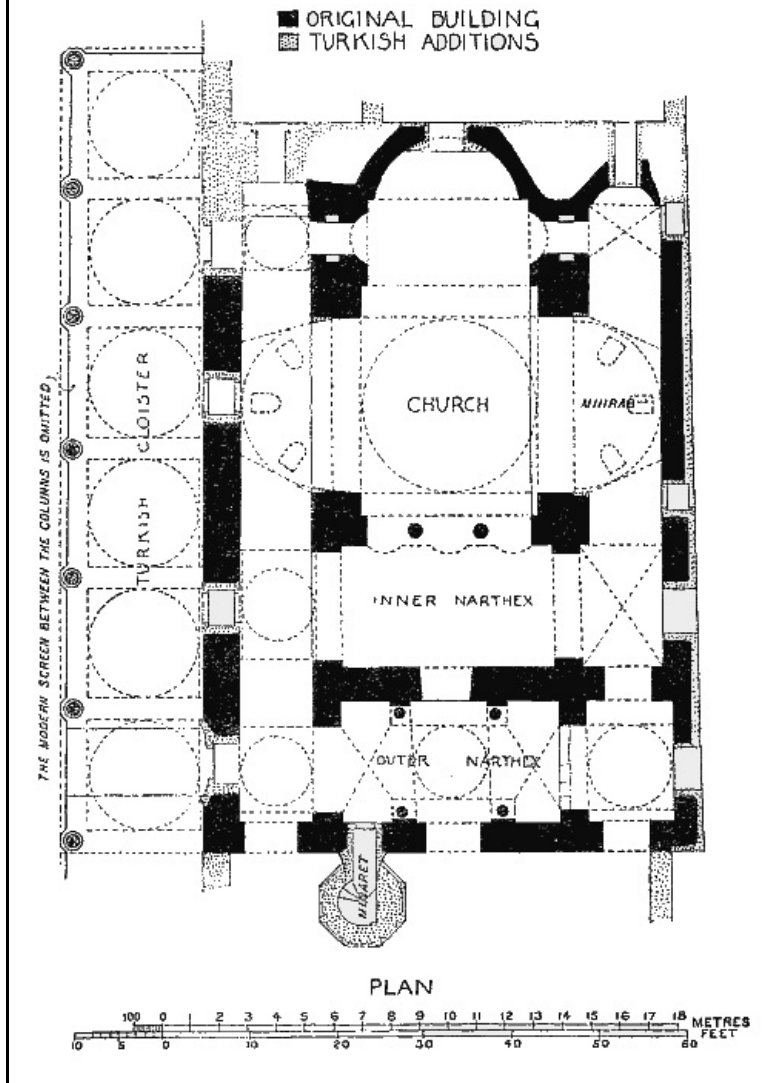 ORIGINAL BUILDING
TURKISH ADDITIONS
THE MODERN SCREEN BETWEEN THE COLUMNS IS OMITTED
TURKISH CLOISTER
CHURCH
MIHRAB
INNER NARTHEX
OUTER NARTHEX
MINARET
PLAN
100 0 1 2 3 4 5 6 7 8 9 10 11 12 13 14 15 16 17 18 METRES
10 5 0 10 20 30 40 50 60 FEET